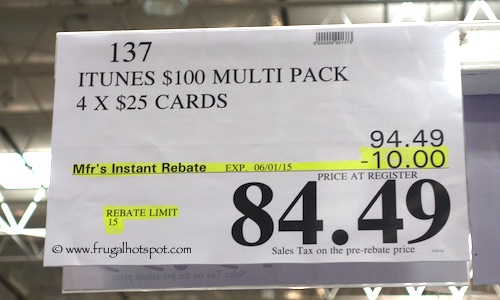 137
ITUNES $100 MULTI PACK
4 X $25 CARDS
94.49
Mfr's Instant Rebate EXP. 06/01/15 -10.00
PRICE AT REGISTER
REBATE LIMIT
15
84.49
© www.frugalhotspot.com
Sales Tax on the pre-rebate price